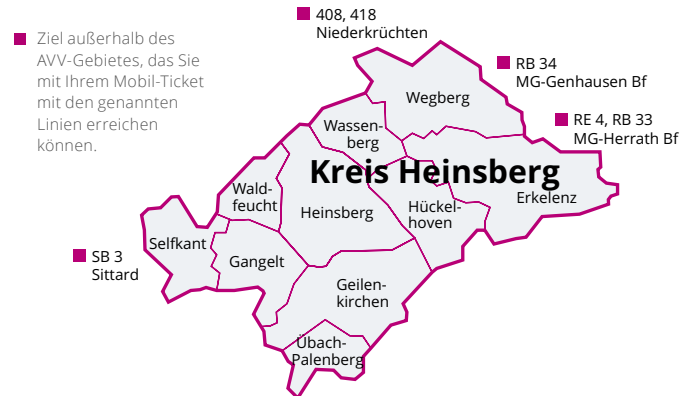 Ziel außerhalb des
AVV-Gebietes, das Sie
mit Ihrem Mobil-Ticket
mit den genannten
Linien erreichen
können.
408, 418
Niederkrüchten
RB 34
MG-Genhausen Bf
RE 4, RB 33
MG-Herrath Bf
Wegberg
Wassen-
berg
Kreis Heinsberg
Wald-
feucht
Heinsberg
Hückel-
hoven
Erkelenz
Selfkant
SB 3
Sittard
Gangelt
Geilen-
kirchen
Übach-
Palenberg